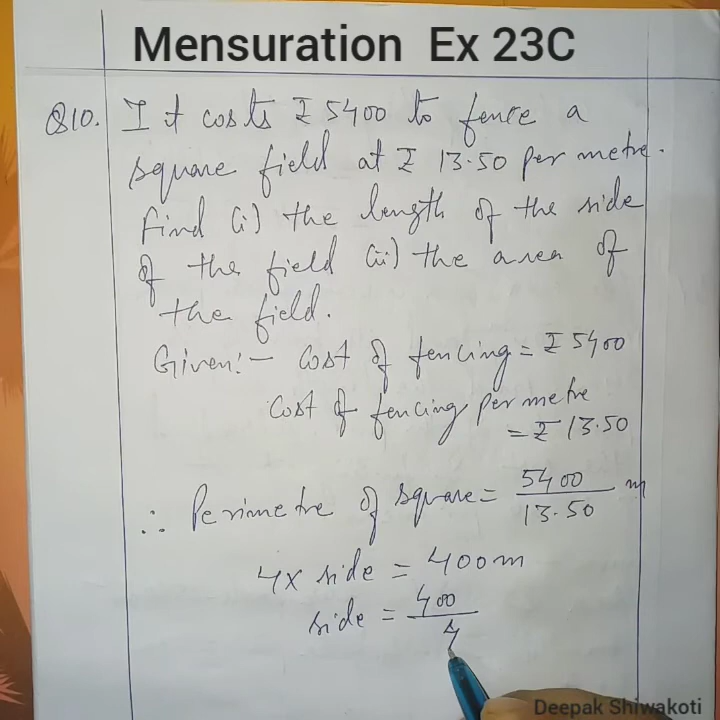 Mensuration Ex 23C
Q10. If it costs ₹ 5400 to fence a
square field at ₹ 13.50 per metre.
find (i) the length of the side
of the field (ii) the area of
the field.
Given:- Cost of fencing = ₹ 5400
Cost of fencing per metre
= ₹ 13.50
∴ Perimetre of square = 5400/13.50 m
4x side = 400m
side = 400/4
Deepak Shiwakoti